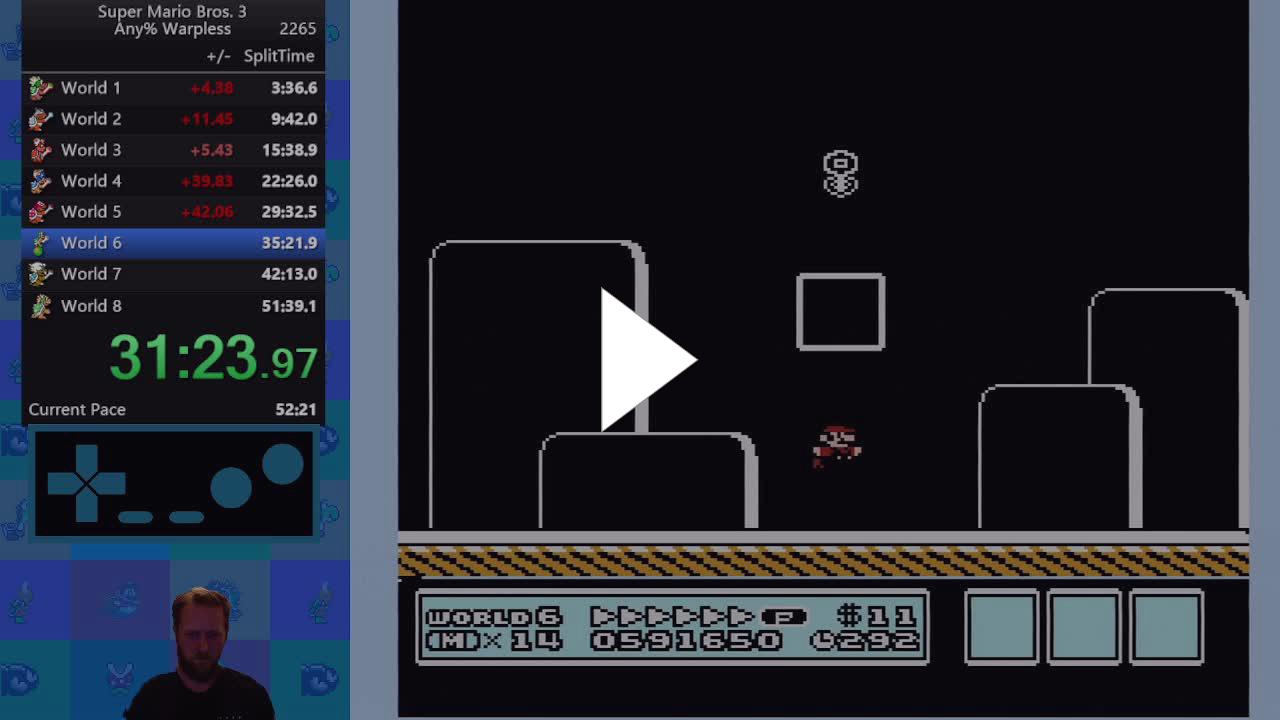 Super Mario Bros. 3
Any% Warpless 2265
+/- SplitTime
World 1 +4.38 3:36.6
World 2 +11.45 9:42.0
World 3 +5.43 15:38.9
World 4 +39.83 22:26.0
World 5 +42.06 29:32.5
World 6 35:21.9
World 7 42:13.0
World 8 51:39.1
31:23.97
Current Pace 52:21
WORLD 6 P $11
(M)× 14 0591650 292